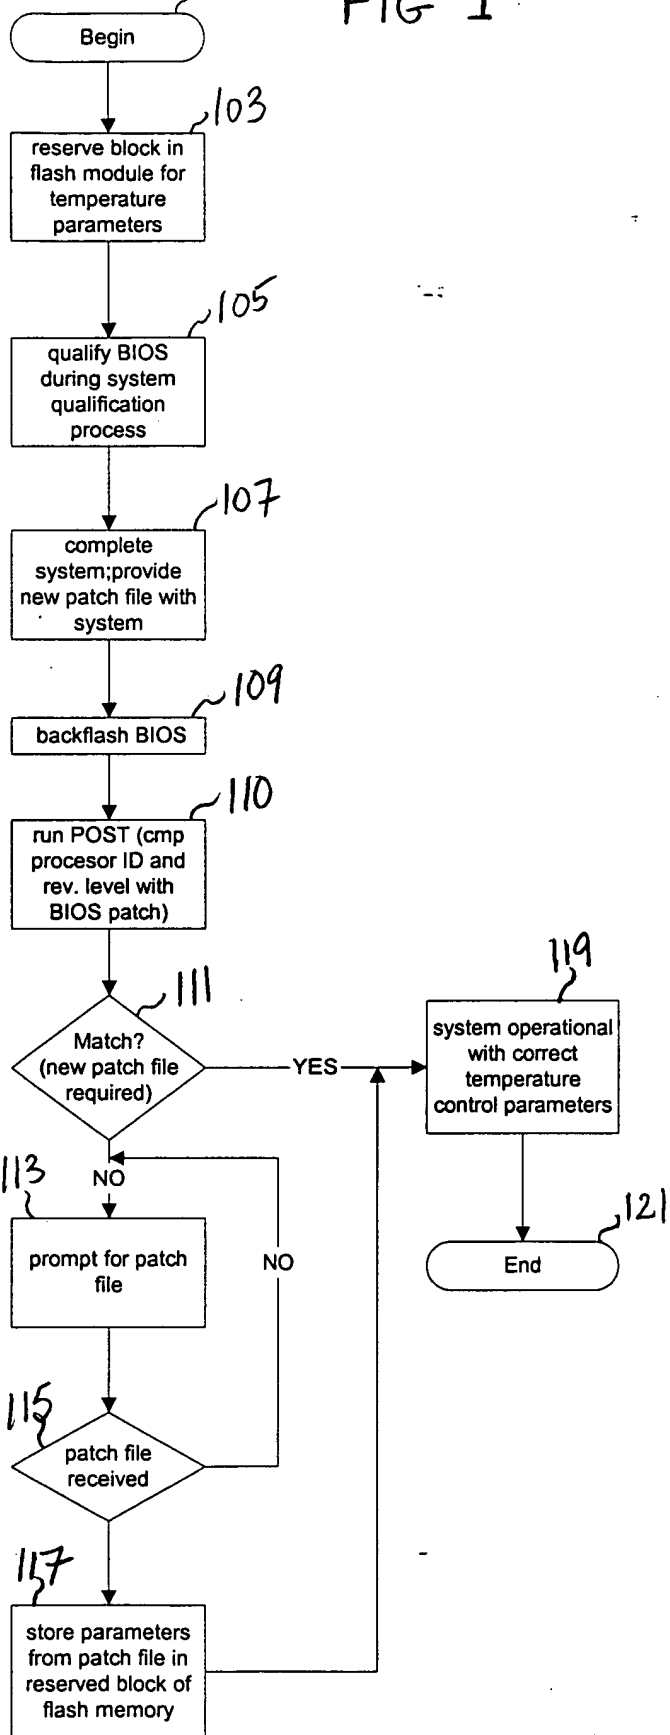 FIG 1
Begin
103
reserve block in
flash module for
temperature
parameters
105
qualify BIOS
during system
qualification
process
107
complete
system;provide
new patch file with
system
109
backflash BIOS
110
run POST (cmp
procesor ID and
rev. level with
BIOS patch)
111
Match?
(new patch file
required)
YES
119
system operational
with correct
temperature
control parameters
NO
113
prompt for patch
file
NO
121
End
115
patch file
received
117
store parameters
from patch file in
reserved block of
flash memory